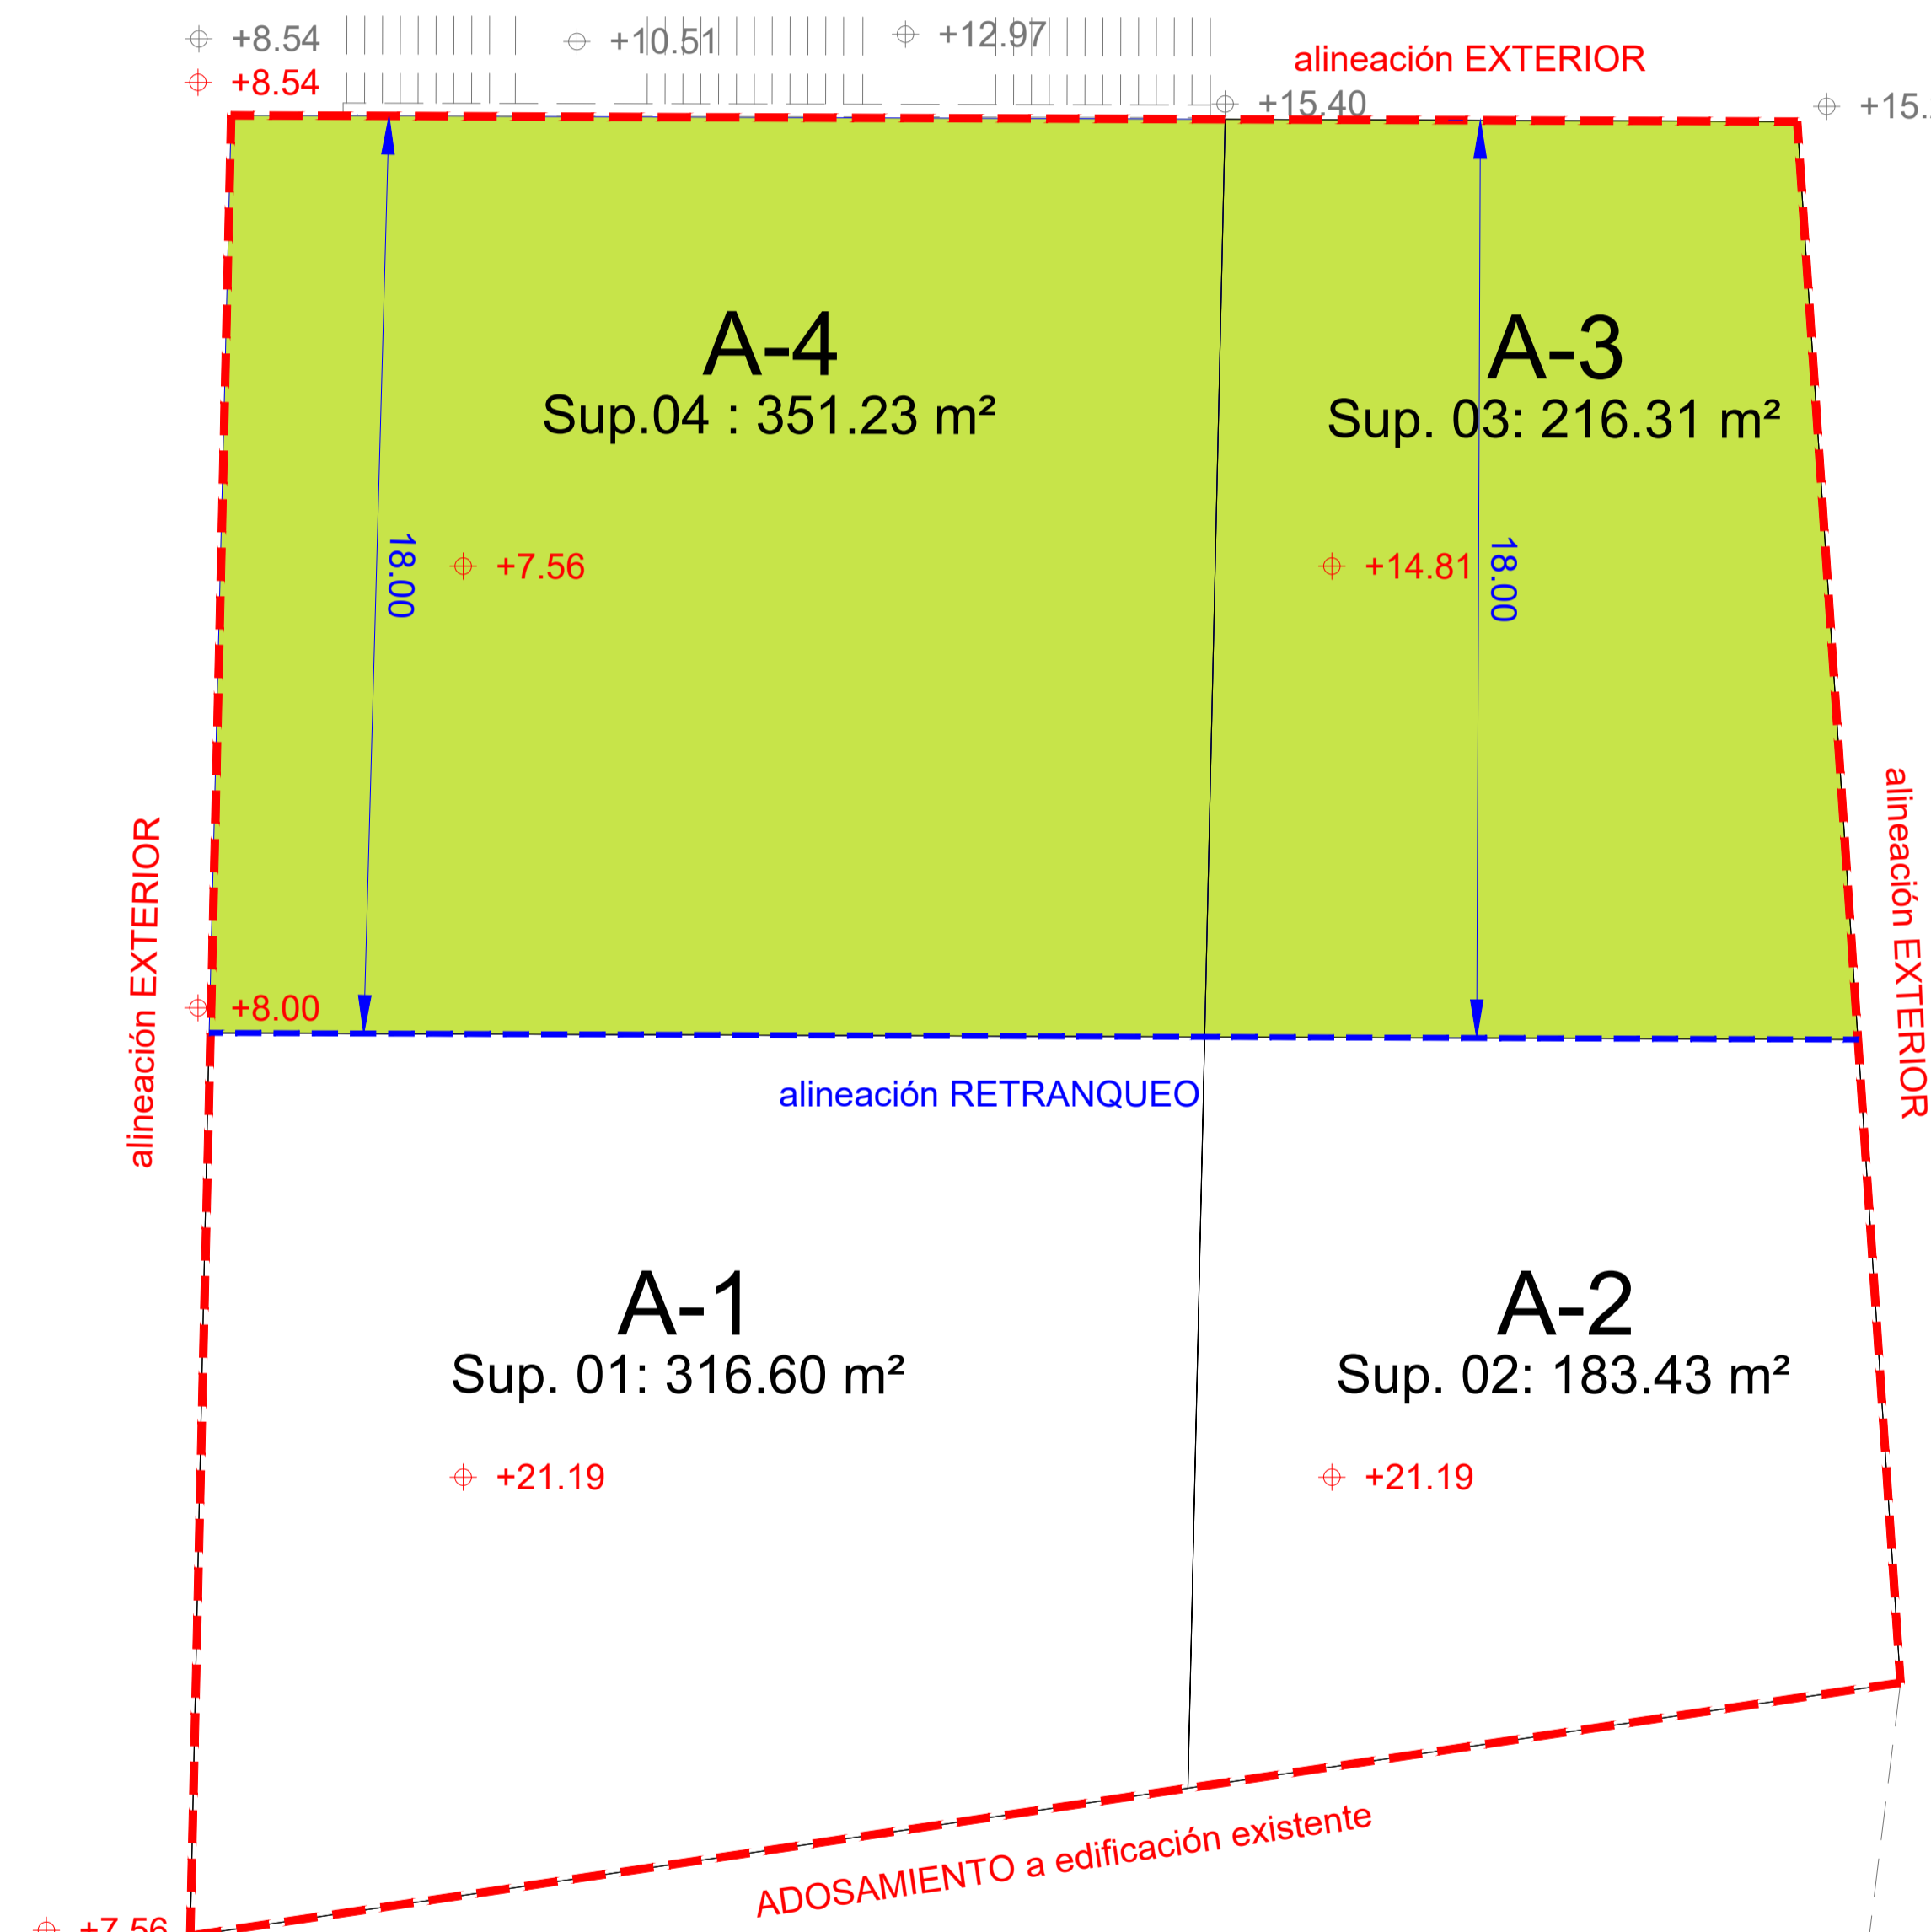 +8.54
+10.51
+12.97
alineación EXTERIOR
+8.54
+15.40
A-4
Sup.04 : 351.23 m²
A-3
Sup. 03: 216.31 m²
18.00
+7.56
+14.81
18.00
alineación EXTERIOR
alineación EXTERIOR
+8.00
alineación RETRANQUEO
A-1
Sup. 01: 316.60 m²
A-2
Sup. 02: 183.43 m²
+21.19
+21.19
ADOSAMIENTO a edificación existente
+7.56